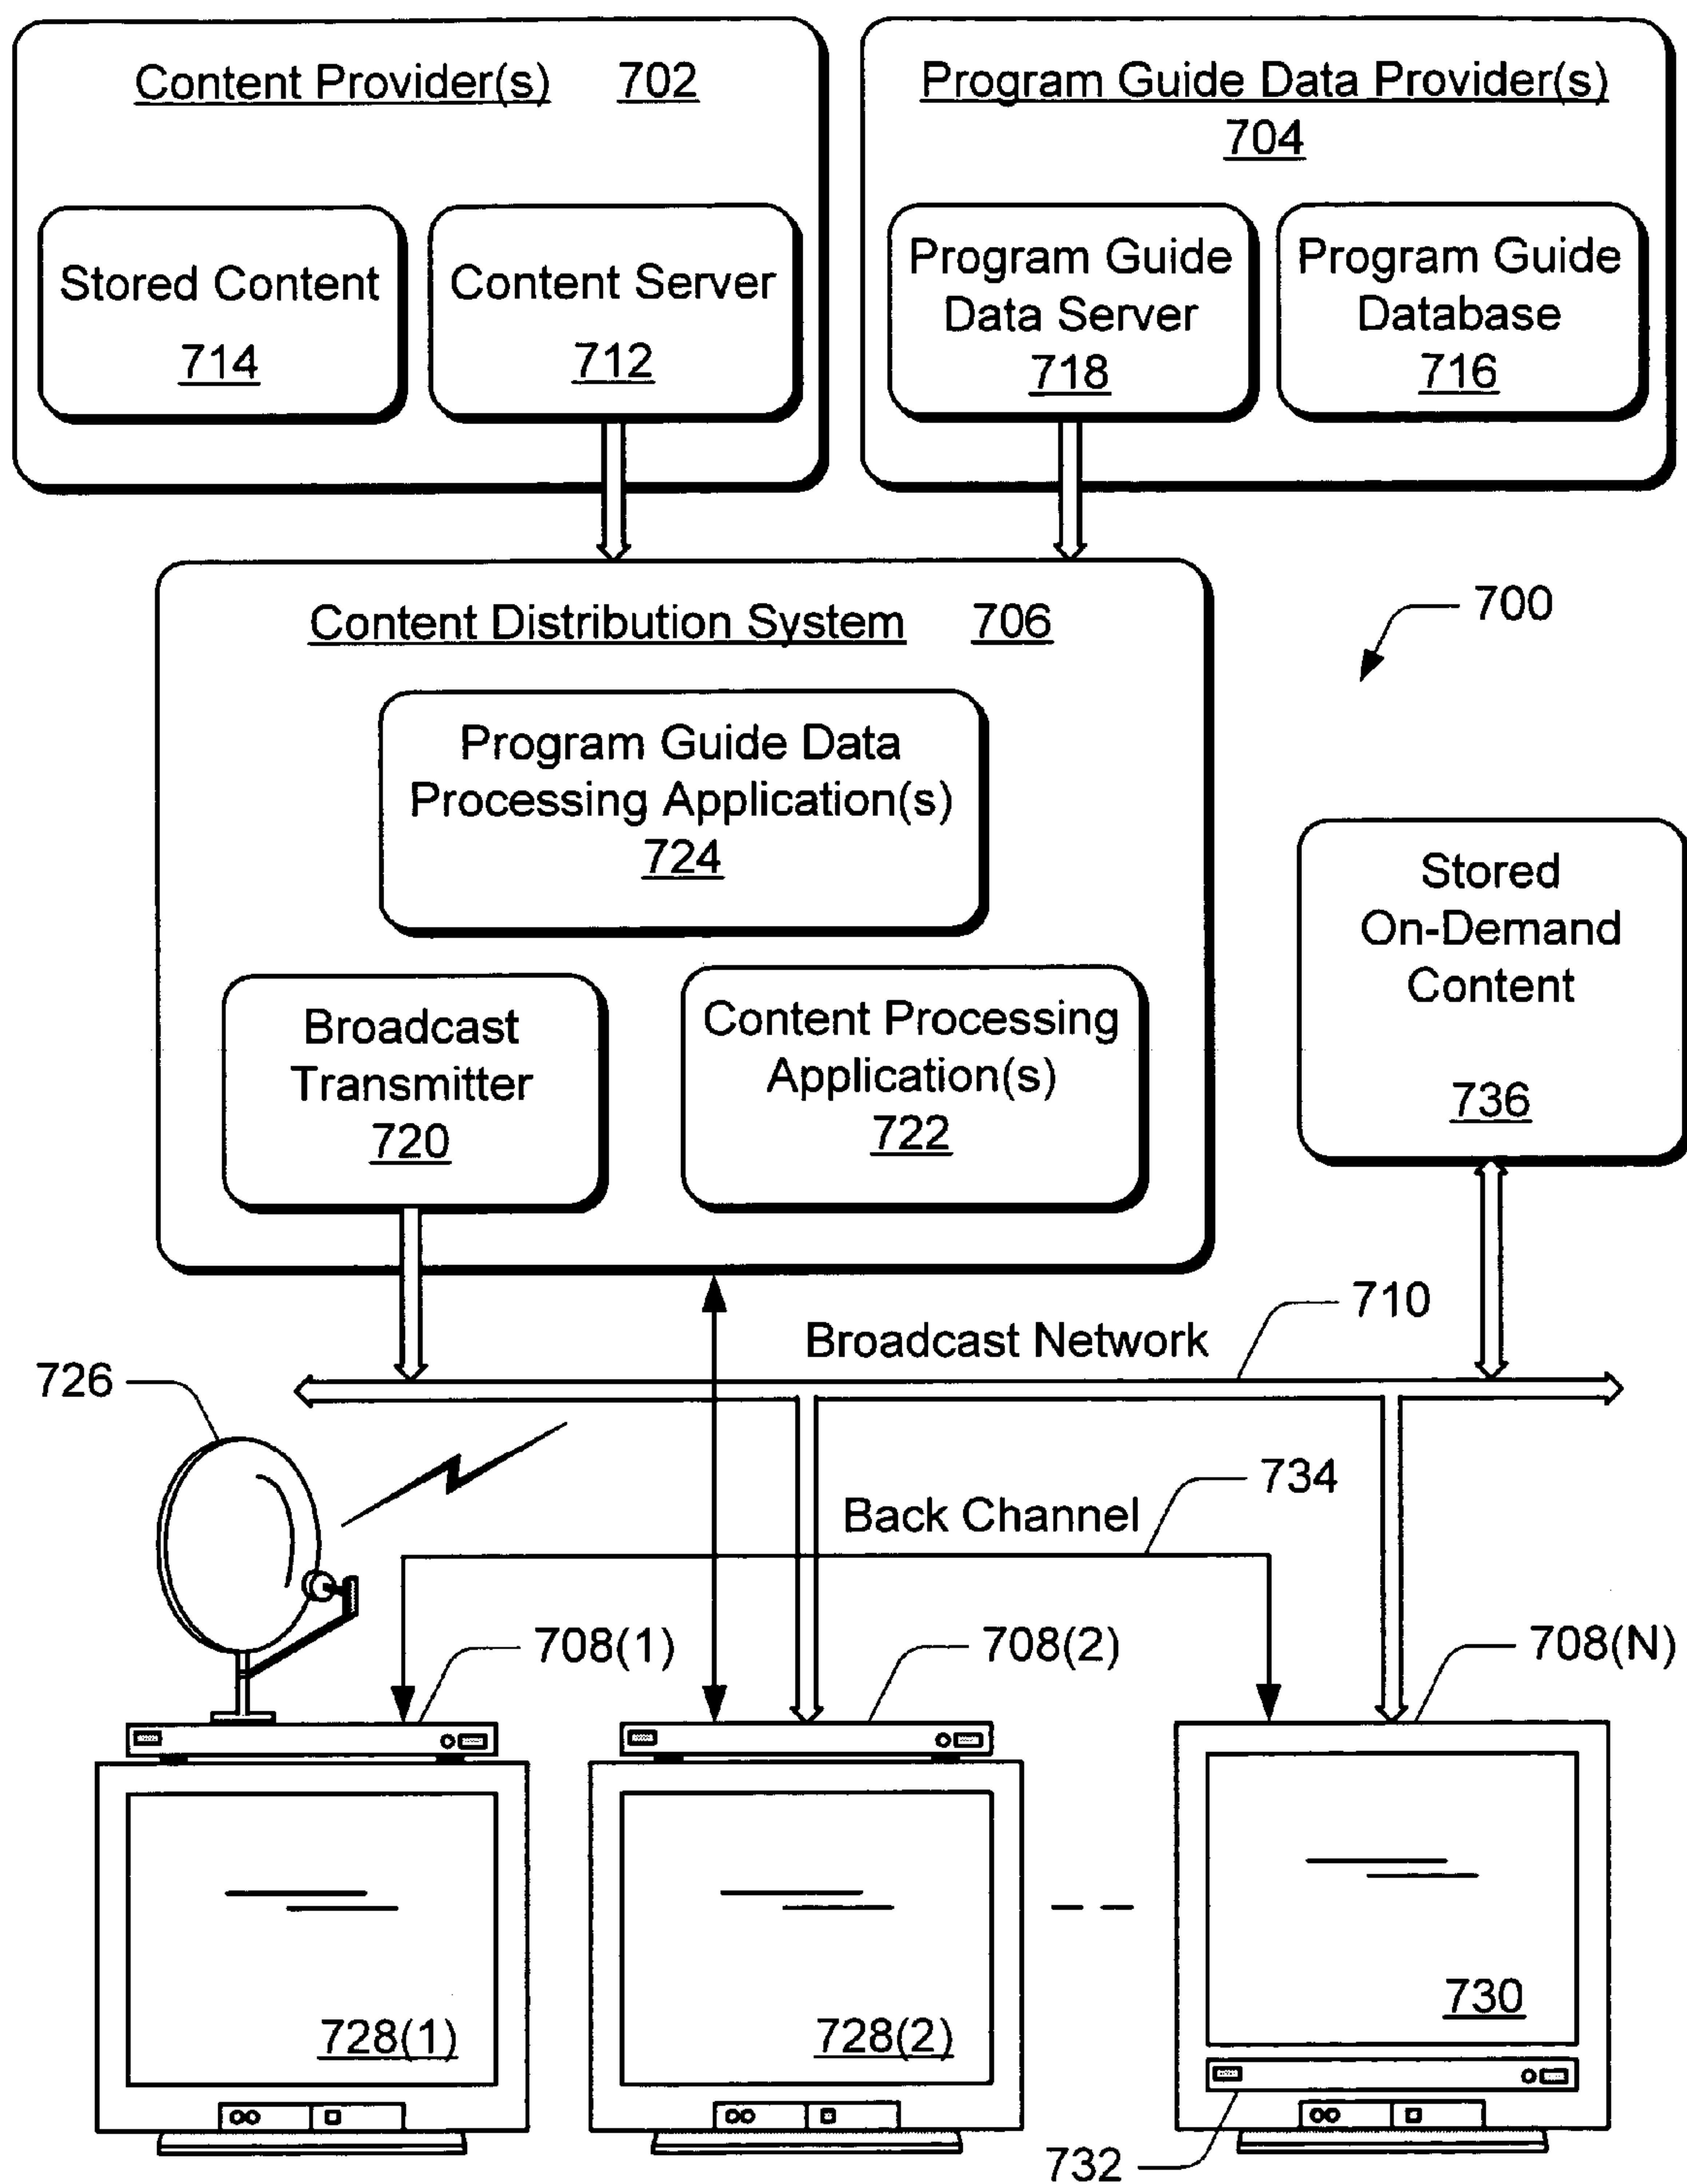 Content Provider(s) 702
Stored Content
714
Content Server
712
Program Guide Data Provider(s)
704
Program Guide
Data Server
718
Program Guide
Database
716
Content Distribution System 706
700
Program Guide Data
Processing Application(s)
724
Broadcast
Transmitter
720
Content Processing
Application(s)
722
Stored
On-Demand
Content
736
710
Broadcast Network
726
734
Back Channel
708(1)
708(2)
708(N)
728(1)
728(2)
730
732